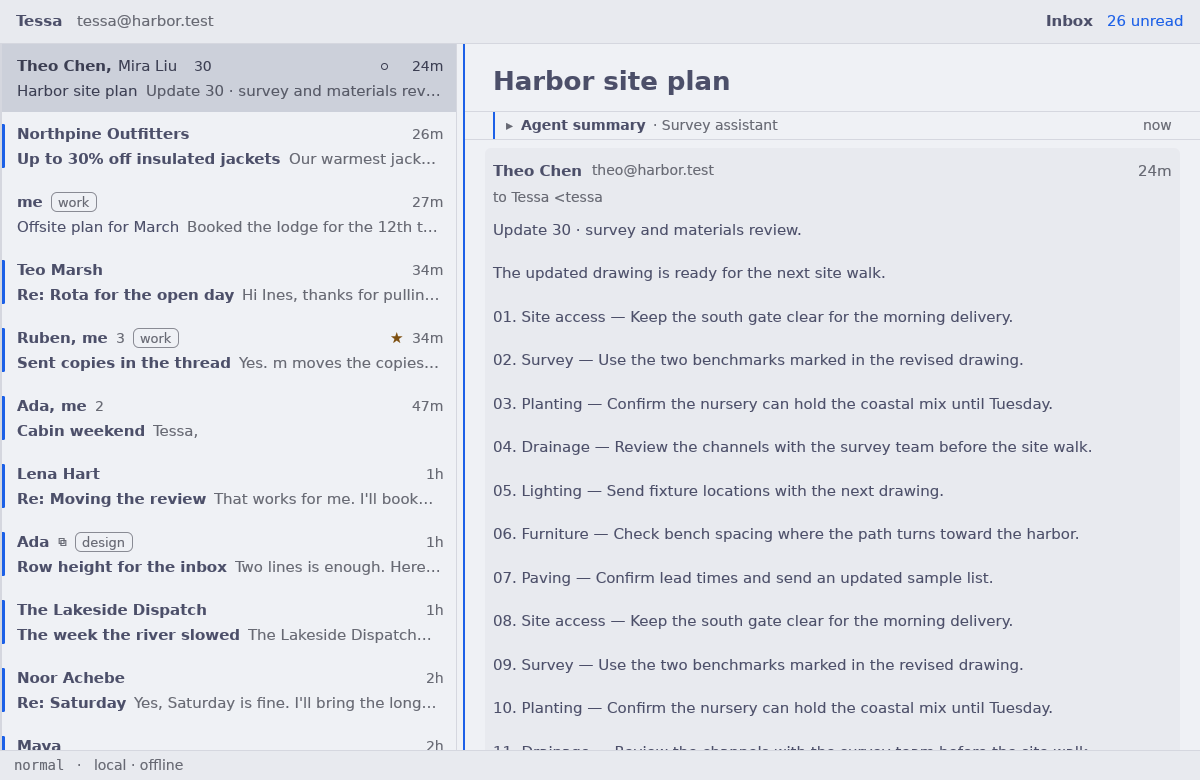 Tessa tessa@harbor.test
Inbox 26 unread
Theo Chen, Mira Liu 30 24m
Harbor site plan Update 30 · survey and materials rev…
Northpine Outfitters 26m
Up to 30% off insulated jackets Our warmest jack…
me work 27m
Offsite plan for March Booked the lodge for the 12th t…
Teo Marsh 34m
Re: Rota for the open day Hi Ines, thanks for pullin…
Ruben, me 3 work ★ 34m
Sent copies in the thread Yes. m moves the copies…
Ada, me 2 47m
Cabin weekend Tessa,
Lena Hart 1h
Re: Moving the review That works for me. I'll book…
Ada design 1h
Row height for the inbox Two lines is enough. Here…
The Lakeside Dispatch 1h
The week the river slowed The Lakeside Dispatch…
Noor Achebe 2h
Re: Saturday Yes, Saturday is fine. I'll bring the long…
Maya 2h
Harbor site plan
▸ Agent summary · Survey assistant now
Theo Chen theo@harbor.test 24m
to Tessa <tessa
Update 30 · survey and materials review.
The updated drawing is ready for the next site walk.
01. Site access — Keep the south gate clear for the morning delivery.
02. Survey — Use the two benchmarks marked in the revised drawing.
03. Planting — Confirm the nursery can hold the coastal mix until Tuesday.
04. Drainage — Review the channels with the survey team before the site walk.
05. Lighting — Send fixture locations with the next drawing.
06. Furniture — Check bench spacing where the path turns toward the harbor.
07. Paving — Confirm lead times and send an updated sample list.
08. Site access — Keep the south gate clear for the morning delivery.
09. Survey — Use the two benchmarks marked in the revised drawing.
10. Planting — Confirm the nursery can hold the coastal mix until Tuesday.
11. Drainage — Review the channels with the survey team before the site walk.
normal · local · offline